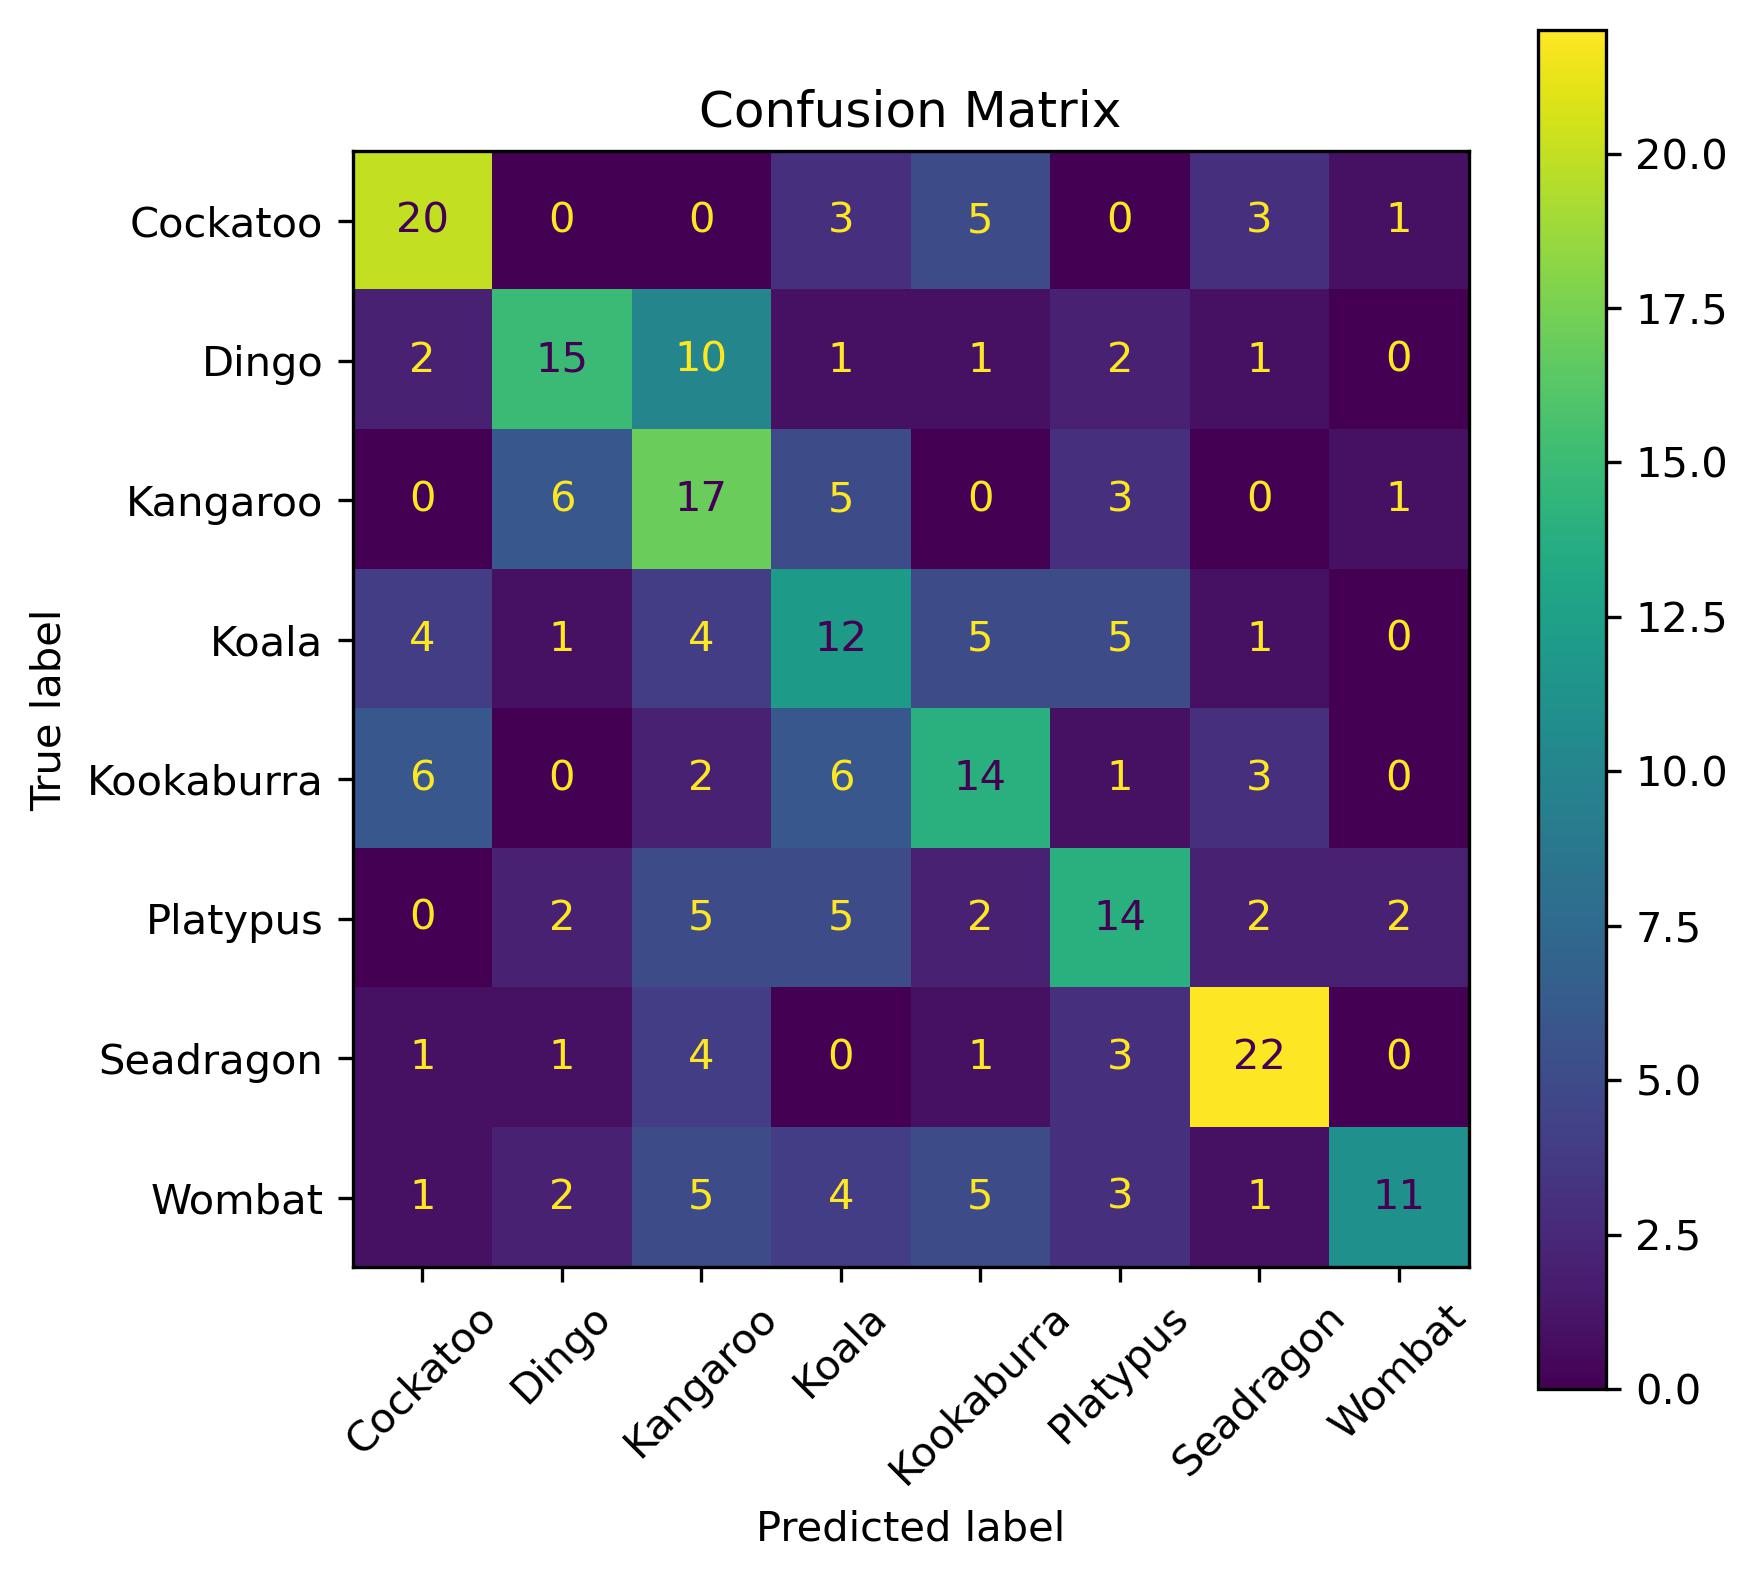 Confusion Matrix
Cockatoo 20 0 0 3 5 0 3 1
Dingo 2 15 10 1 1 2 1 0
Kangaroo 0 6 17 5 0 3 0 1
Koala 4 1 4 12 5 5 1 0
Kookaburra 6 0 2 6 14 1 3 0
Platypus 0 2 5 5 2 14 2 2
Seadragon 1 1 4 0 1 3 22 0
Wombat 1 2 5 4 5 3 1 11
True label
Cockatoo Dingo Kangaroo Koala Kookaburra Platypus Seadragon Wombat
Predicted label
20.0
17.5
15.0
12.5
10.0
7.5
5.0
2.5
0.0